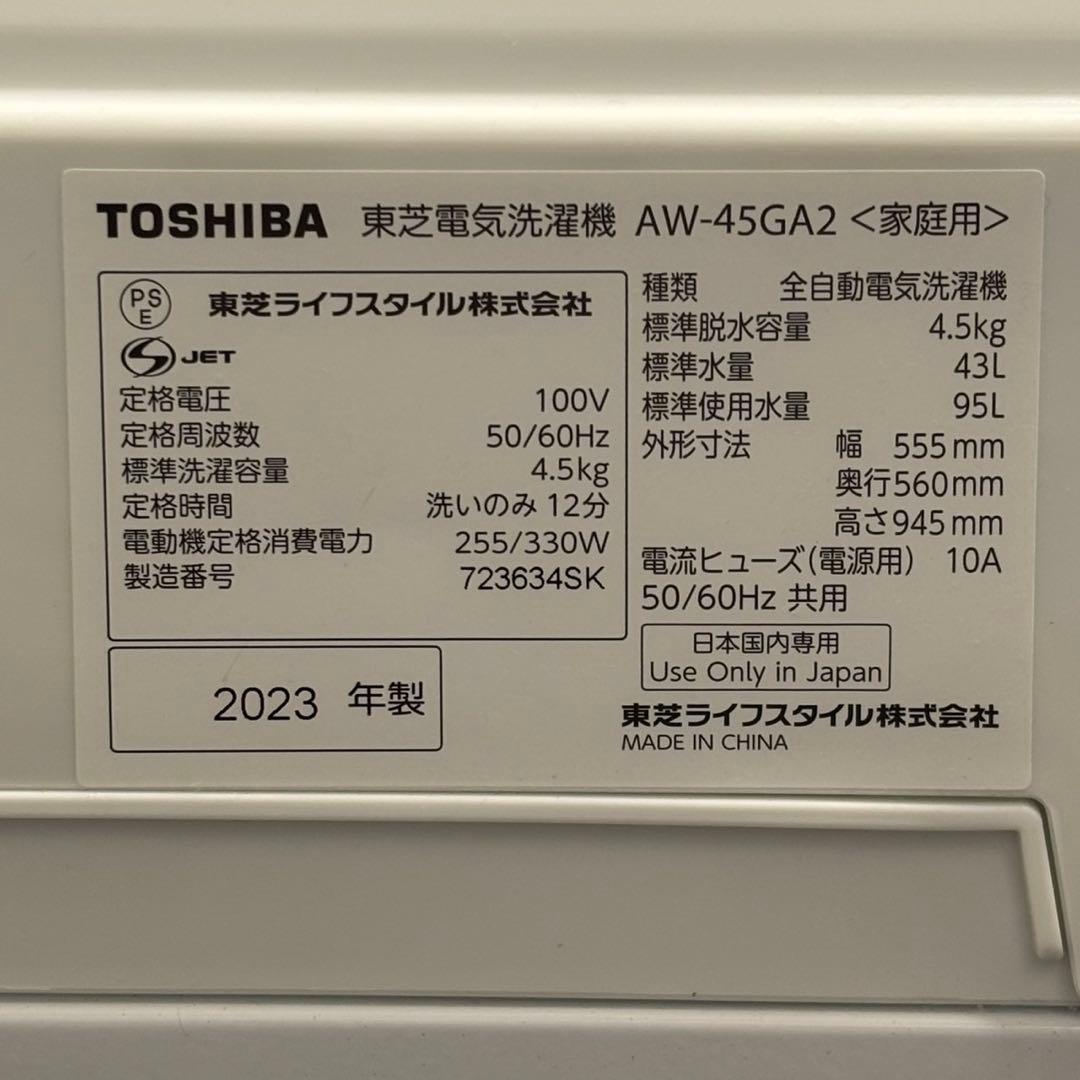 TOSHIBA 東芝電気洗濯機 AW-45GA2 <家庭用>
PSE 東芝ライフスタイル株式会社
S JET
定格電圧 100V
定格周波数 50/60Hz
標準洗濯容量 4.5kg
定格時間 洗いのみ 12分
電動機定格消費電力 255/330W
製造番号 723634SK
2023 年製
種類 全自動電気洗濯機
標準脱水容量 4.5kg
標準水量 43L
標準使用水量 95L
外形寸法 幅 555mm
奥行560mm
高さ945mm
電流ヒューズ(電源用) 10A
50/60Hz 共用
日本国内専用
Use Only in Japan
東芝ライフスタイル株式会社
MADE IN CHINA